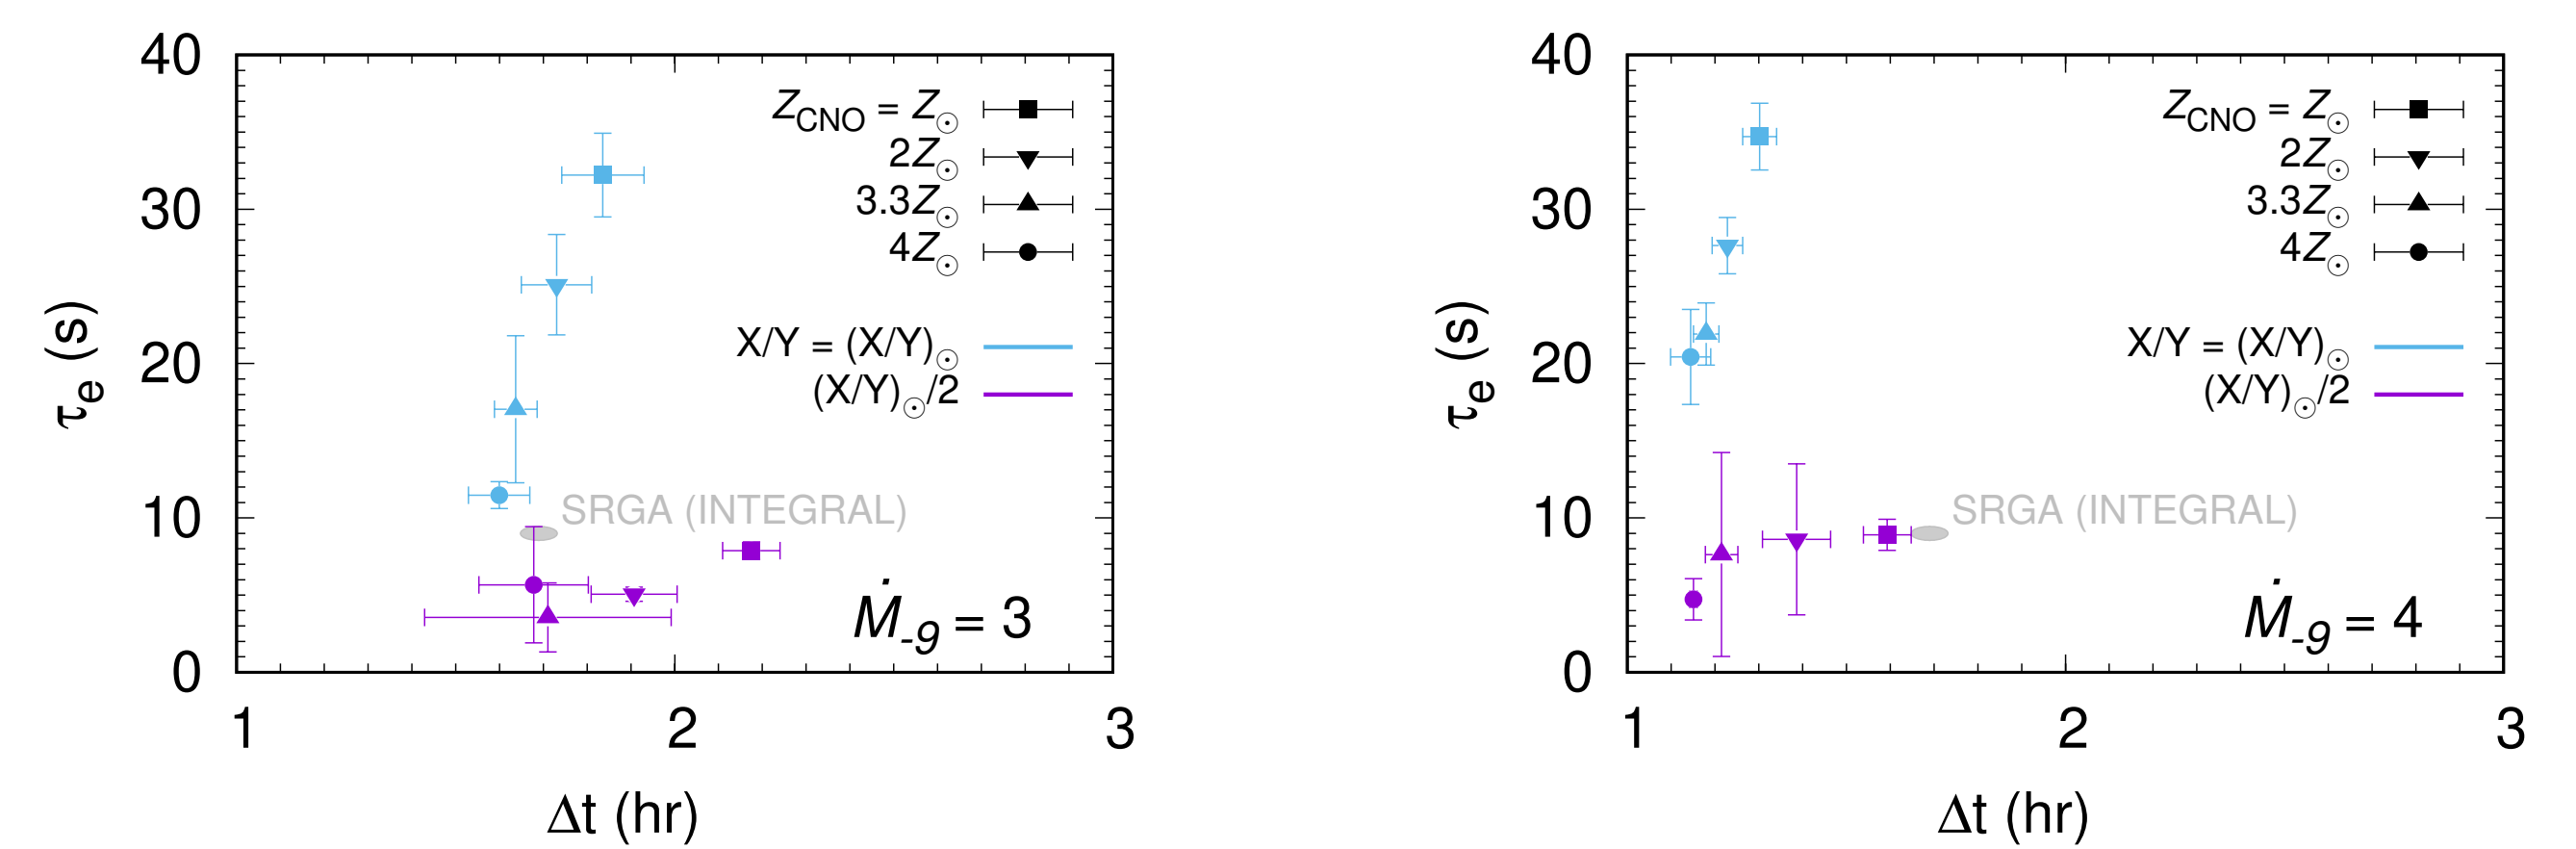 40
30
20
10
0
τe (s)
1
2
3
Δt (hr)
ZCNO = Z⊙
2Z⊙
3.3Z⊙
4Z⊙
X/Y = (X/Y)⊙
(X/Y)⊙/2
SRGA (INTEGRAL)
Ṁ-9 = 3
40
30
20
10
0
τe (s)
1
2
3
Δt (hr)
ZCNO = Z⊙
2Z⊙
3.3Z⊙
4Z⊙
X/Y = (X/Y)⊙
(X/Y)⊙/2
SRGA (INTEGRAL)
Ṁ-9 = 4